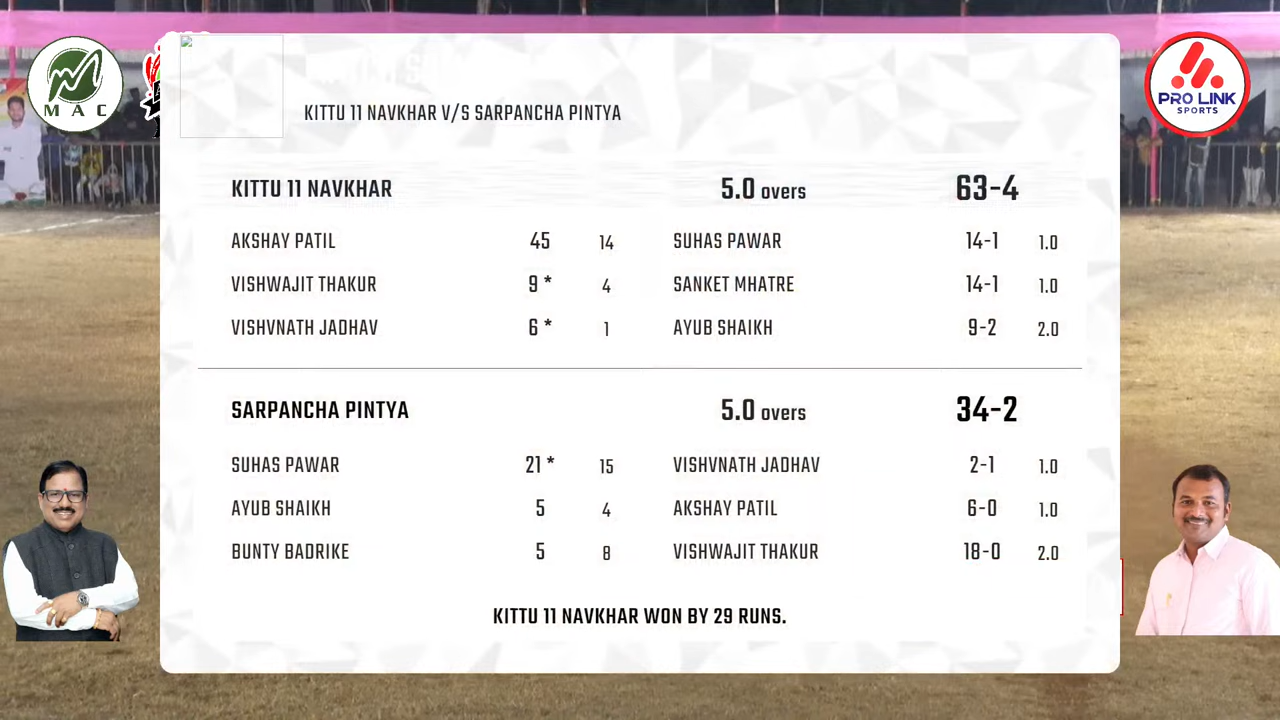 MAC
PRO LINK
SPORTS
KITTU 11 NAVKHAR V/S SARPANCHA PINTYA
KITTU 11 NAVKHAR 5.0 overs 63-4
AKSHAY PATIL 45 14 SUHAS PAWAR 14-1 1.0
VISHWAJIT THAKUR 9 * 4 SANKET MHATRE 14-1 1.0
VISHVNATH JADHAV 6 * 1 AYUB SHAIKH 9-2 2.0
SARPANCHA PINTYA 5.0 overs 34-2
SUHAS PAWAR 21 * 15 VISHVNATH JADHAV 2-1 1.0
AYUB SHAIKH 5 4 AKSHAY PATIL 6-0 1.0
BUNTY BADRIKE 5 8 VISHWAJIT THAKUR 18-0 2.0
KITTU 11 NAVKHAR WON BY 29 RUNS.